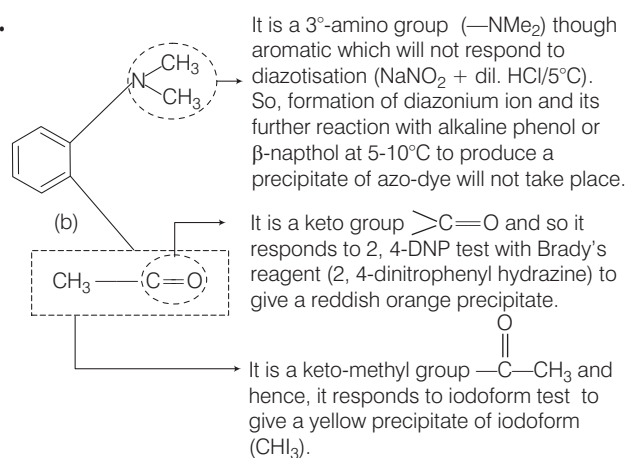 .
It is a 3°-amino group (—NMe₂) though
aromatic which will not respond to
diazotisation (NaNO₂ + dil. HCl/5°C).
So, formation of diazonium ion and its
further reaction with alkaline phenol or
β-napthol at 5-10°C to produce a
precipitate of azo-dye will not take place.
N
CH₃
CH₃
(b)
It is a keto group >C=O and so it
responds to 2, 4-DNP test with Brady's
reagent (2, 4-dinitrophenyl hydrazine) to
give a reddish orange precipitate.
CH₃—C=O
O
It is a keto-methyl group —C—CH₃ and
hence, it responds to iodoform test to
give a yellow precipitate of iodoform
(CHI₃).